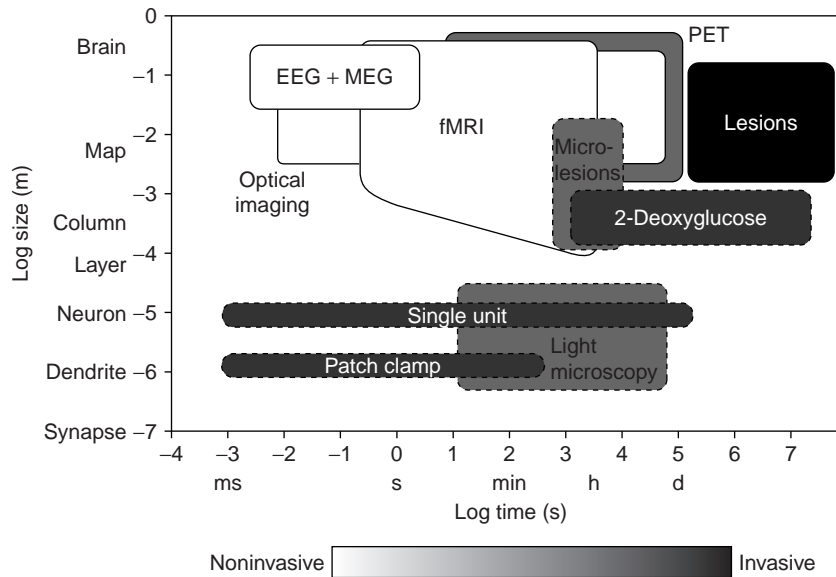 0
Brain
PET
EEG + MEG
−1
fMRI
Lesions
−2
Map
Micro-
lesions
Optical
imaging
−3
Column
2-Deoxyglucose
Log size (m)
−4
Layer
Neuron −5
Single unit
Light
microscopy
Patch clamp
Dendrite −6
Synapse −7
−4 −3 −2 −1 0 1 2 3 4 5 6 7
ms s min h d
Log time (s)
Noninvasive Invasive